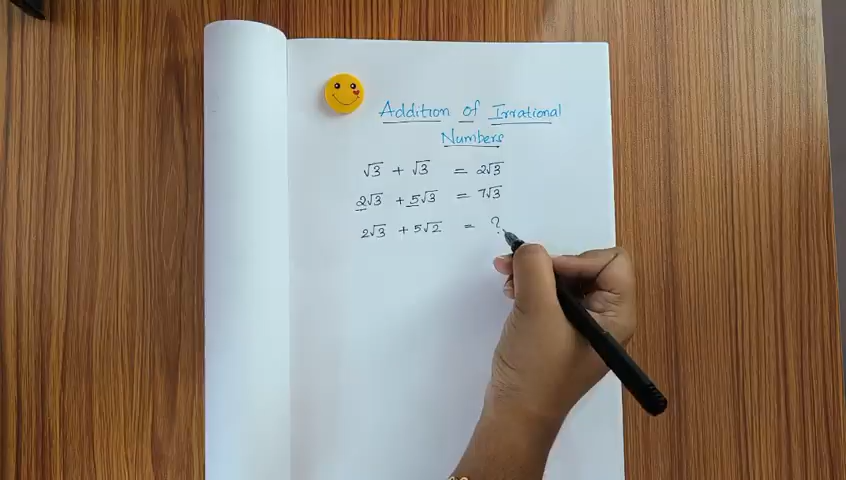 Addition of Irrational
Numbers
√3 + √3 = 2√3
2√3 + 5√3 = 7√3
2√3 + 5√2 = ?